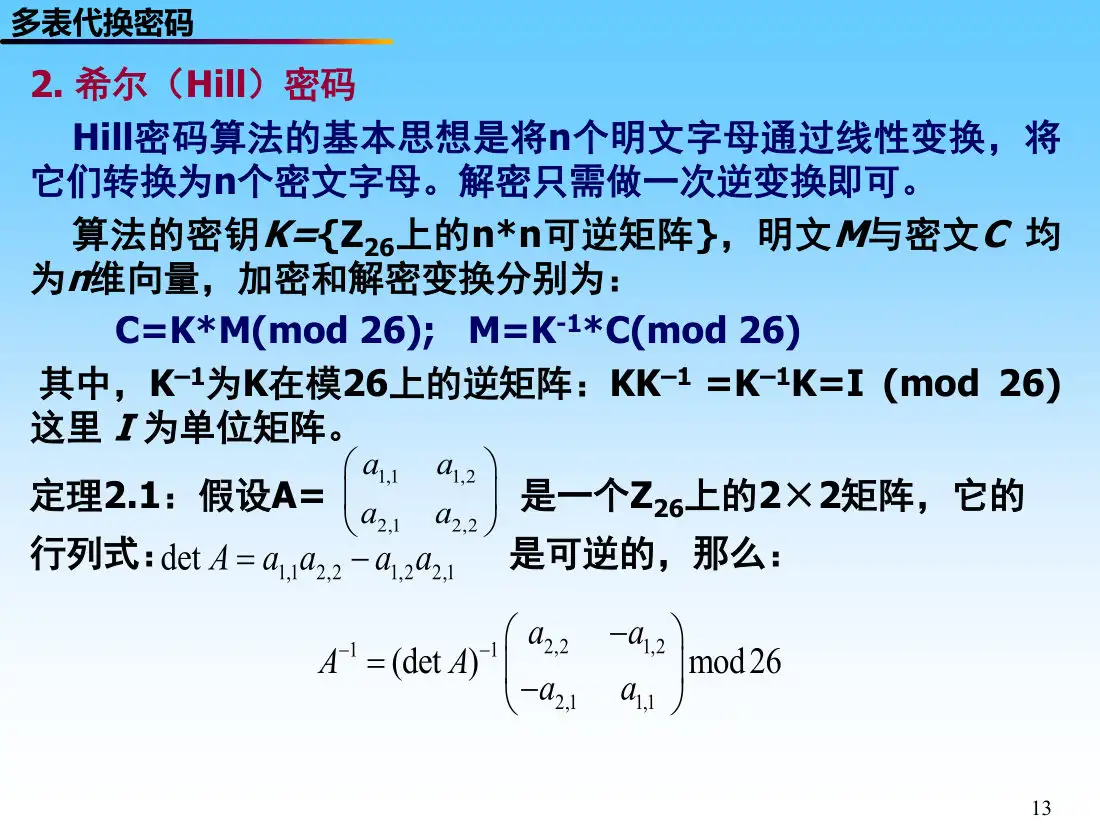 多表代换密码
2. 希尔（Hill）密码
Hill密码算法的基本思想是将n个明文字母通过线性变换，将
它们转换为n个密文字母。解密只需做一次逆变换即可。
算法的密钥K={Z26上的n*n可逆矩阵}，明文M与密文C 均
为n维向量，加密和解密变换分别为：
C=K*M(mod 26); M=K-1*C(mod 26)
其中，K–1为K在模26上的逆矩阵：KK–1 =K–1K=I (mod 26)
这里 I 为单位矩阵。
定理2.1：假设A= (a1,1 a1,2 a2,1 a2,2) 是一个Z26上的2×2矩阵，它的
行列式：det A = a1,1a2,2 − a1,2a2,1 是可逆的，那么：
A−1 = (det A)−1 (a2,2 −a1,2 −a2,1 a1,1) mod 26
13